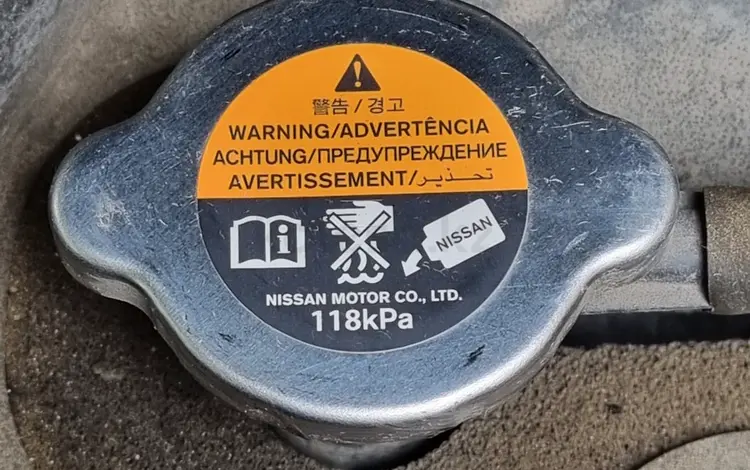 警告 / 경고
WARNING/ADVERTÊNCIA
ACHTUNG/ПРЕДУПРЕЖДЕНИЕ
AVERTISSEMENT/تحذير
NISSAN
NISSAN MOTOR CO., LTD.
118kPa